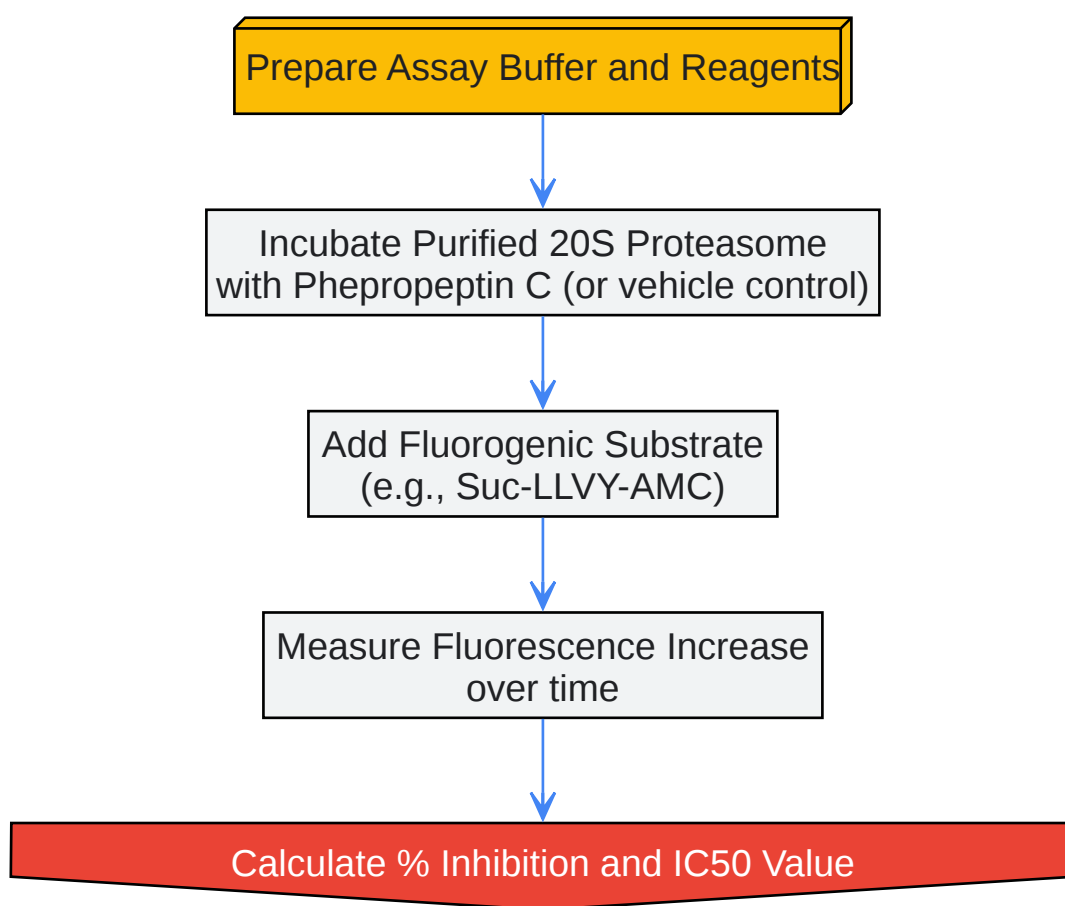 Prepare Assay Buffer and Reagents
Incubate Purified 20S Proteasome
with Phepropeptin C (or vehicle control)
Add Fluorogenic Substrate
(e.g., Suc-LLVY-AMC)
Measure Fluorescence Increase
over time
Calculate % Inhibition and IC50 Value